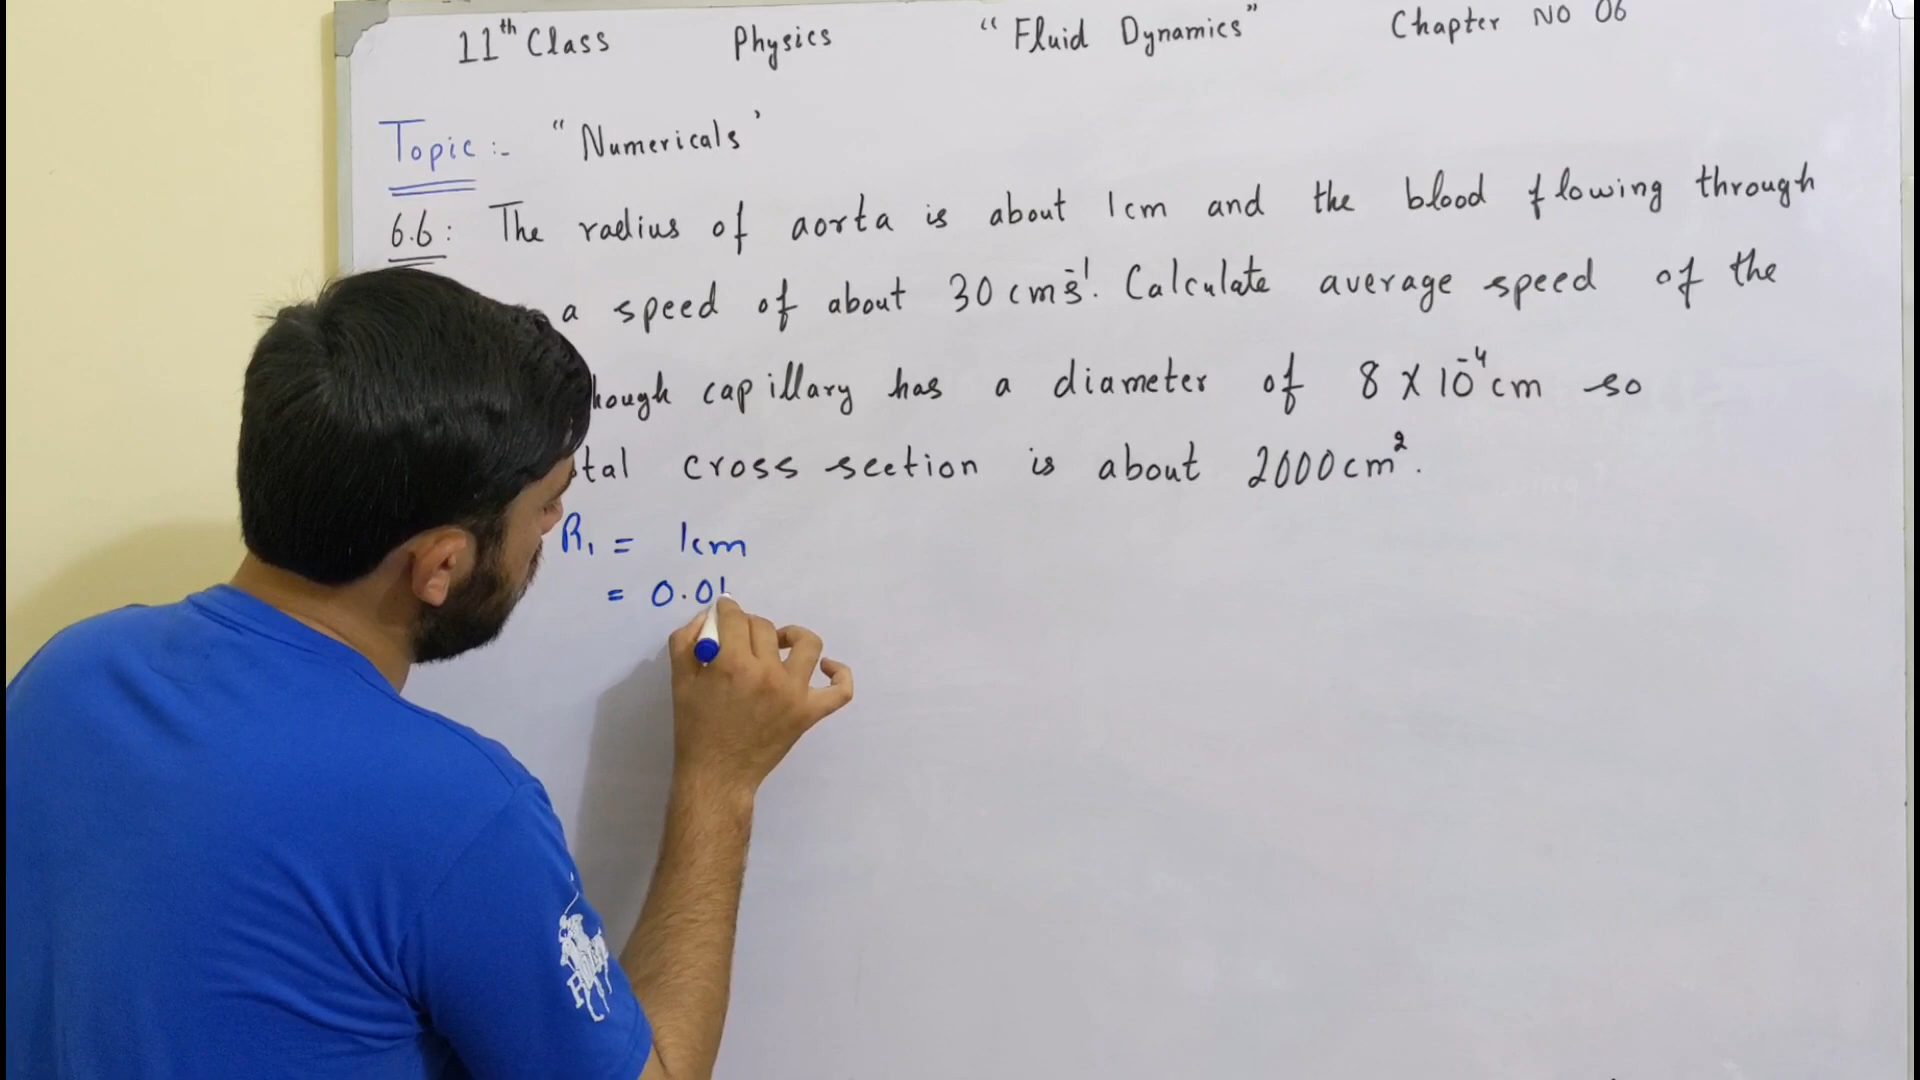 11th Class Physics “Fluid Dynamics” Chapter NO 06
Topic :- “Numericals’
6.6: The radius of aorta is about 1cm and the blood flowing through
a speed of about 30 cms⁻¹. Calculate average speed of the
hough capillary has a diameter of 8 X 10⁻⁴ cm so
tal cross section is about 2000 cm².
R₁ = 1cm
= 0.01